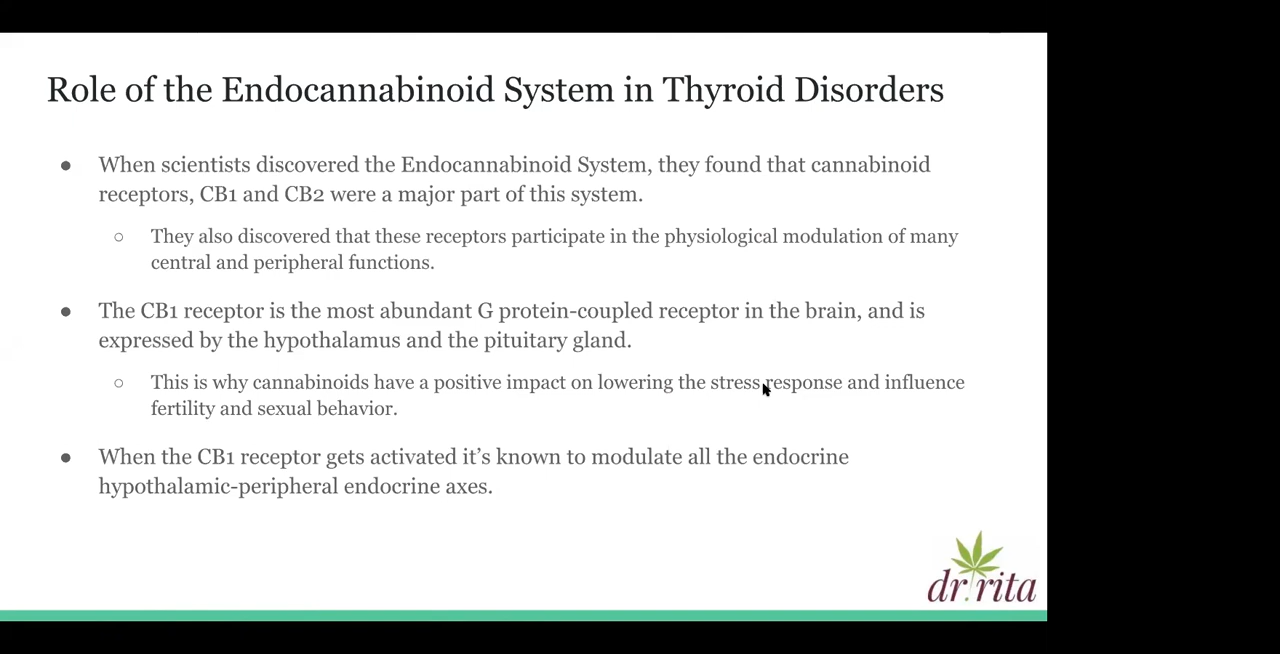 Role of the Endocannabinoid System in Thyroid Disorders
● When scientists discovered the Endocannabinoid System, they found that cannabinoid
receptors, CB1 and CB2 were a major part of this system.
○ They also discovered that these receptors participate in the physiological modulation of many
central and peripheral functions.
● The CB1 receptor is the most abundant G protein-coupled receptor in the brain, and is
expressed by the hypothalamus and the pituitary gland.
○ This is why cannabinoids have a positive impact on lowering the stress response and influence
fertility and sexual behavior.
● When the CB1 receptor gets activated it’s known to modulate all the endocrine
hypothalamic-peripheral endocrine axes.
dr. rita